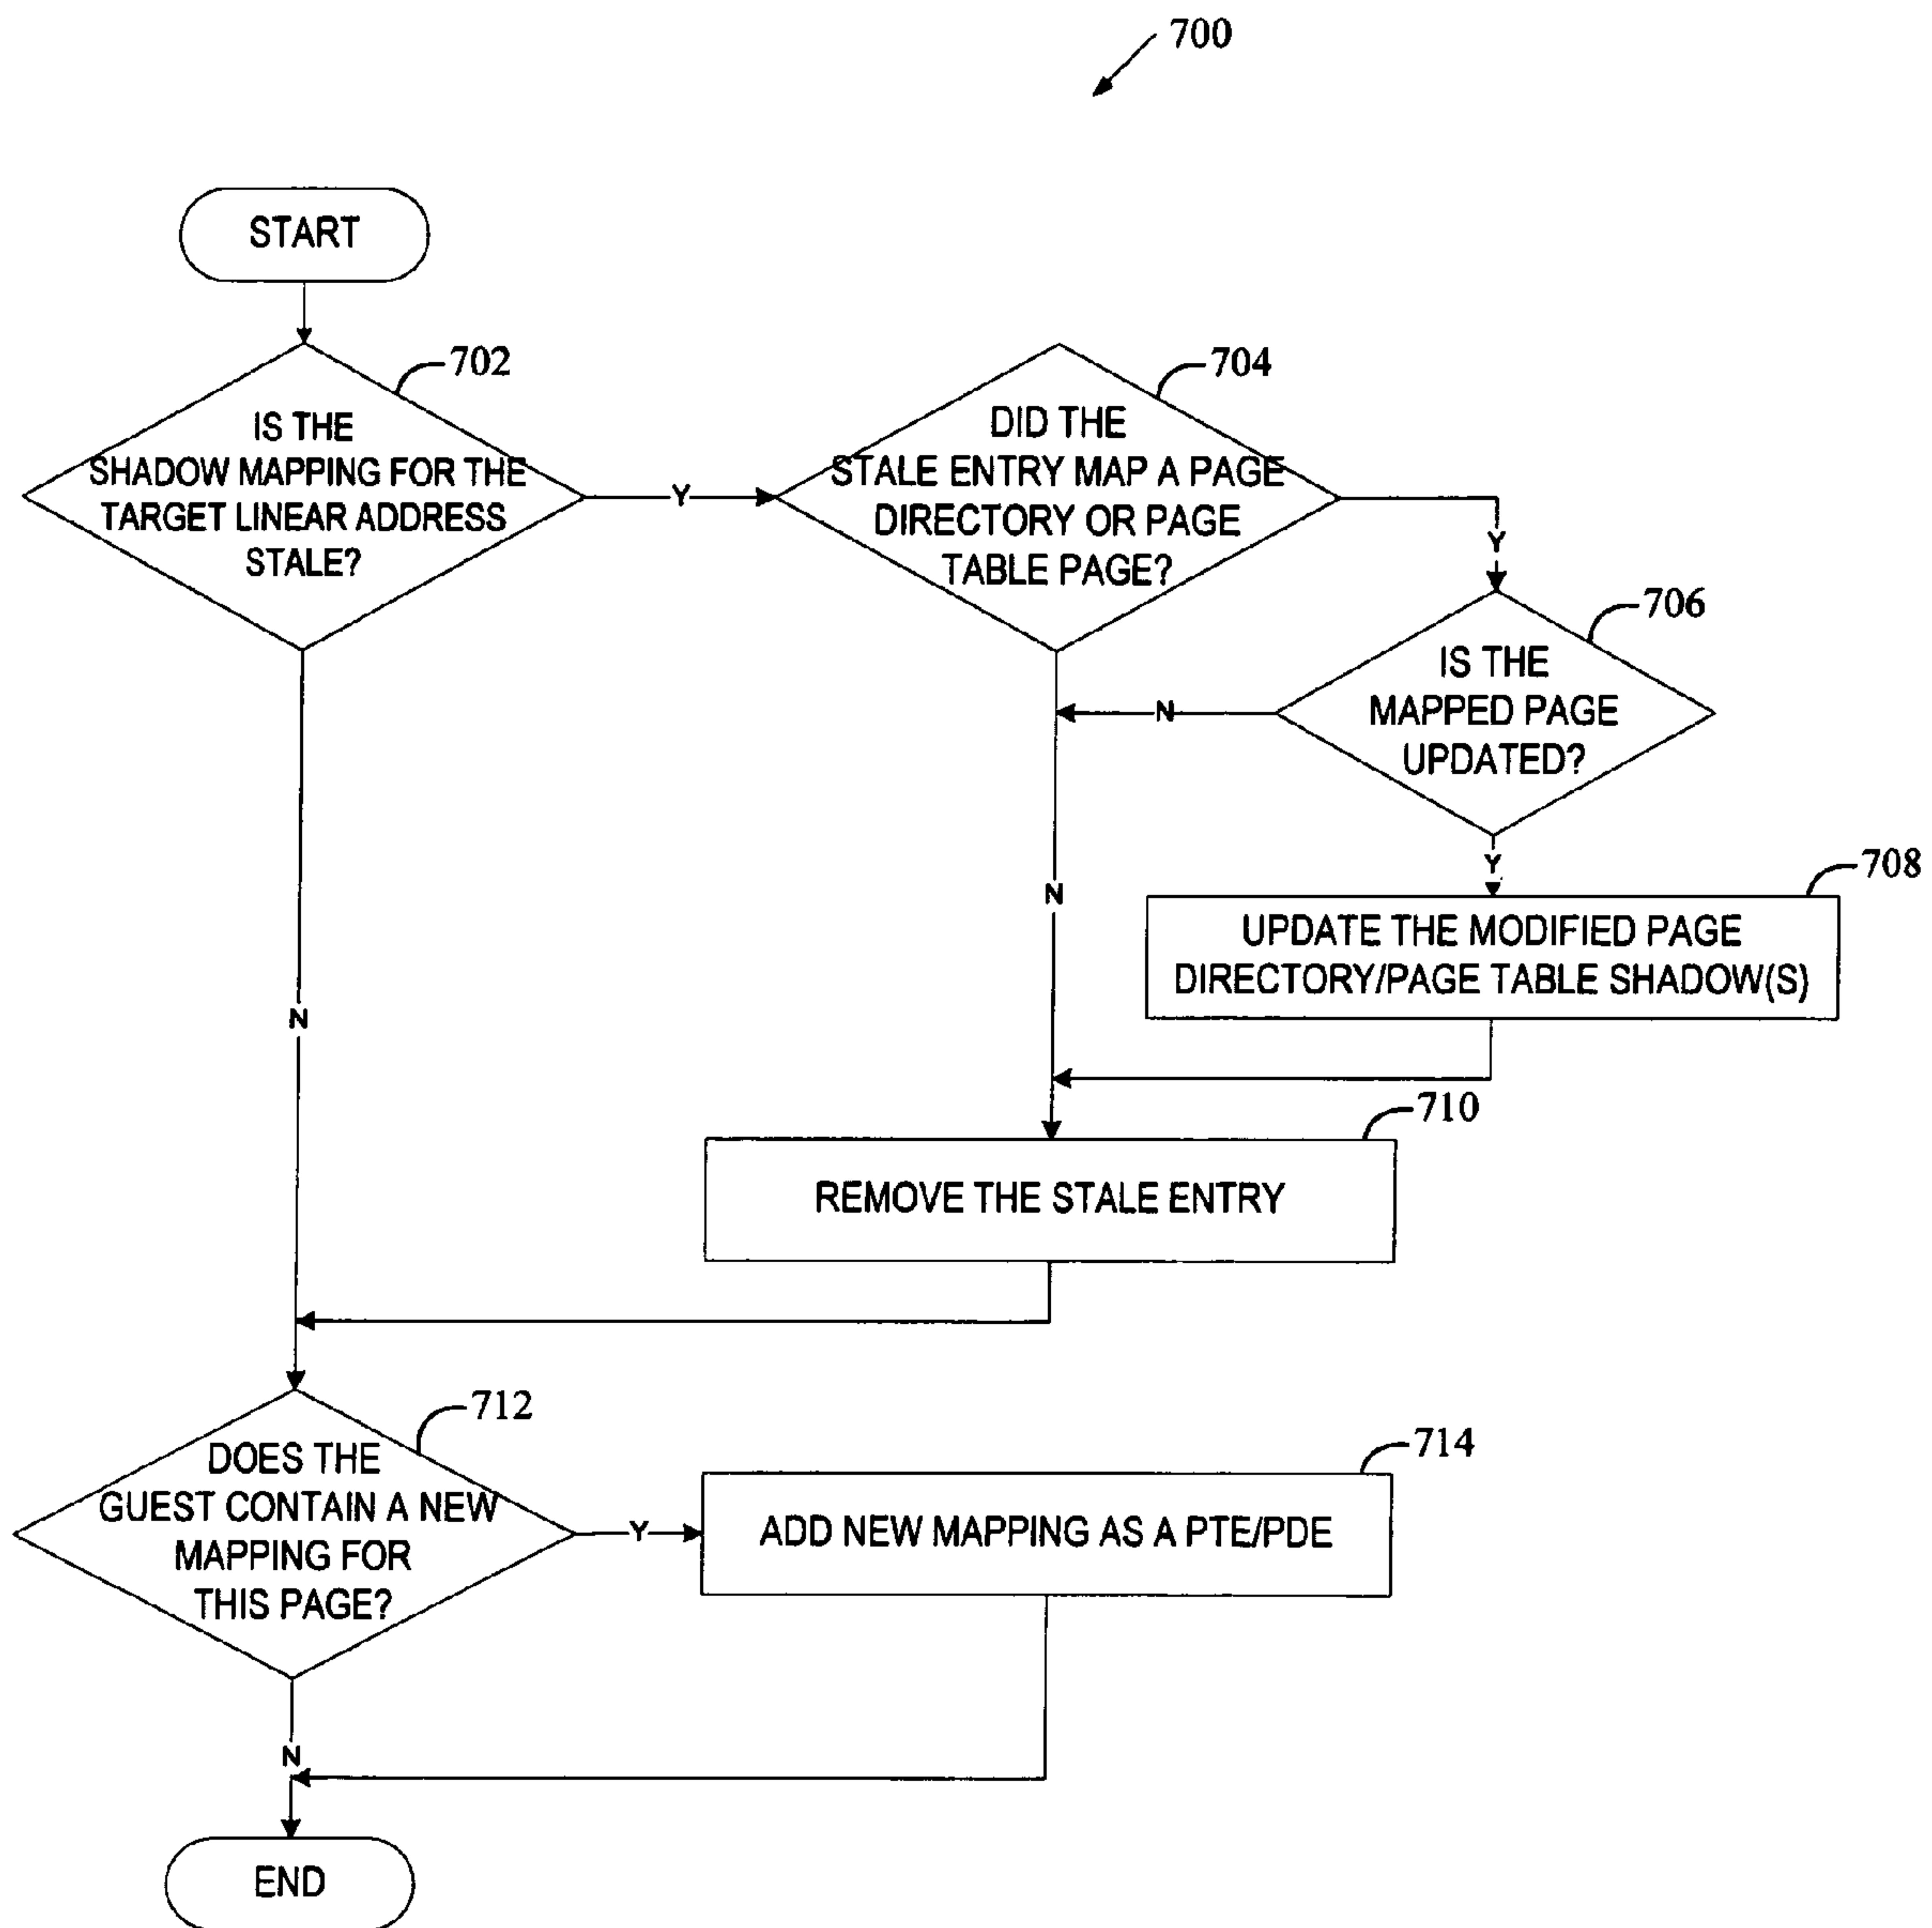 700
START
702
IS THE
SHADOW MAPPING FOR THE
TARGET LINEAR ADDRESS
STALE?
Y
704
DID THE
STALE ENTRY MAP A PAGE
DIRECTORY OR PAGE
TABLE PAGE?
Y
706
IS THE
MAPPED PAGE
UPDATED?
N
Y
708
UPDATE THE MODIFIED PAGE
DIRECTORY/PAGE TABLE SHADOW(S)
N
N
710
REMOVE THE STALE ENTRY
712
DOES THE
GUEST CONTAIN A NEW
MAPPING FOR
THIS PAGE?
Y
714
ADD NEW MAPPING AS A PTE/PDE
N
END